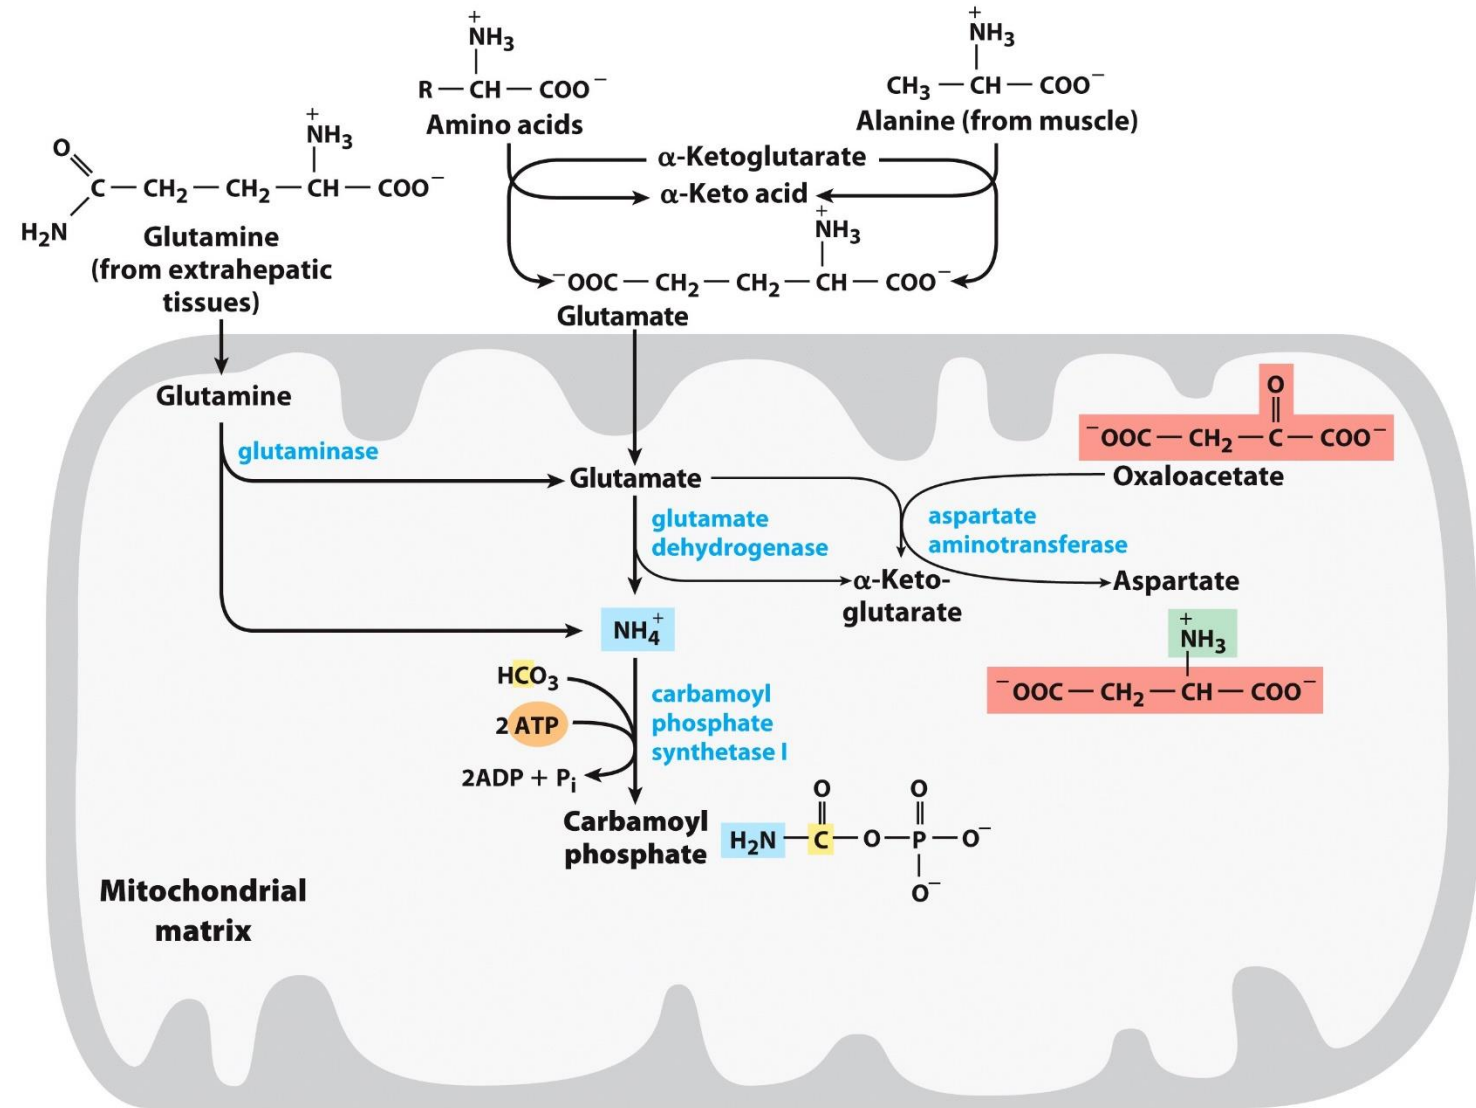 +
NH3
R — CH — COO−
Amino acids
+
NH3
CH3 — CH — COO−
Alanine (from muscle)
O
+
NH3
C — CH2 — CH2 — CH — COO−
H2N
Glutamine
(from extrahepatic
tissues)
α-Ketoglutarate
α-Keto acid
+
NH3
−OOC — CH2 — CH2 — CH — COO−
Glutamate
Glutamine
glutaminase
Glutamate
O
−OOC — CH2 — C — COO−
Oxaloacetate
glutamate
dehydrogenase
aspartate
aminotransferase
α-Keto-
glutarate
Aspartate
+
NH3
−OOC — CH2 — CH — COO−
NH4+
HCO3
2 ATP
2ADP + Pi
carbamoyl
phosphate
synthetase I
Carbamoyl
phosphate
O O
H2N — C — O — P — O−
O−
Mitochondrial
matrix